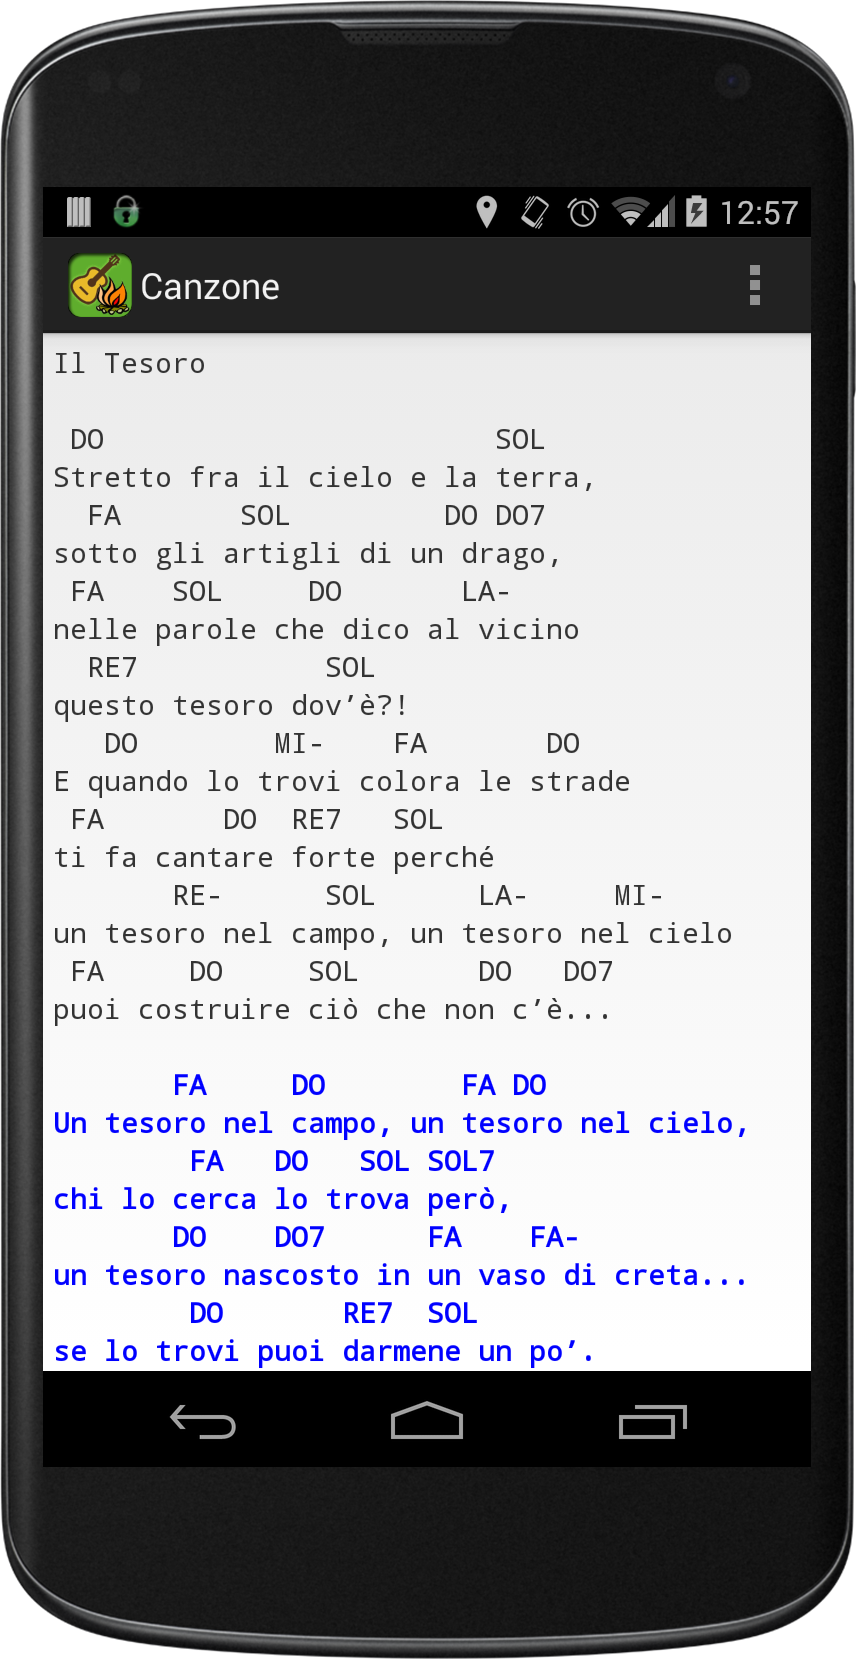 12:57
Canzone
Il Tesoro
DO SOL
Stretto fra il cielo e la terra,
FA SOL DO DO7
sotto gli artigli di un drago,
FA SOL DO LA-
nelle parole che dico al vicino
RE7 SOL
questo tesoro dov’è?!
DO MI- FA DO
E quando lo trovi colora le strade
FA DO RE7 SOL
ti fa cantare forte perché
RE- SOL LA- MI-
un tesoro nel campo, un tesoro nel cielo
FA DO SOL DO DO7
puoi costruire ciò che non c’è...
FA DO FA DO
Un tesoro nel campo, un tesoro nel cielo,
FA DO SOL SOL7
chi lo cerca lo trova però,
DO DO7 FA FA-
un tesoro nascosto in un vaso di creta...
DO RE7 SOL
se lo trovi puoi darmene un po’.